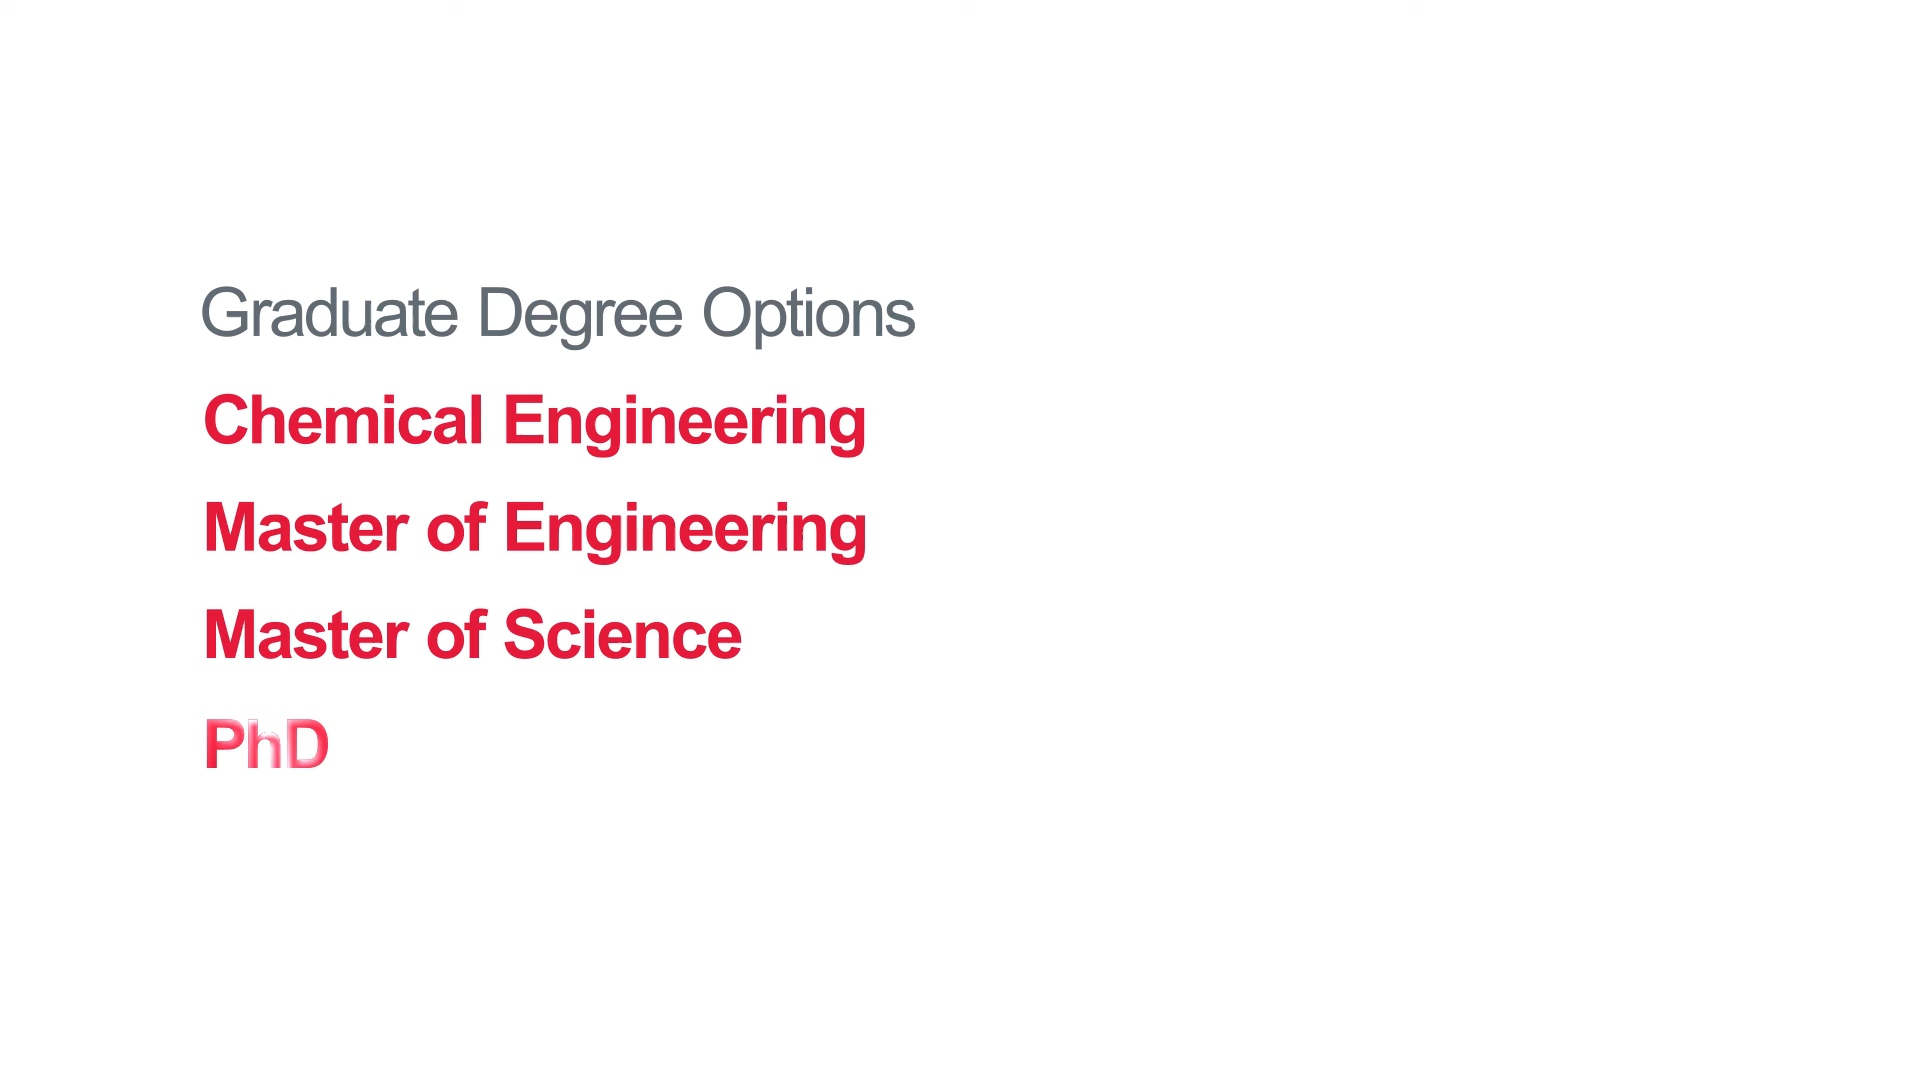 Graduate Degree Options
Chemical Engineering
Master of Engineering
Master of Science
PhD